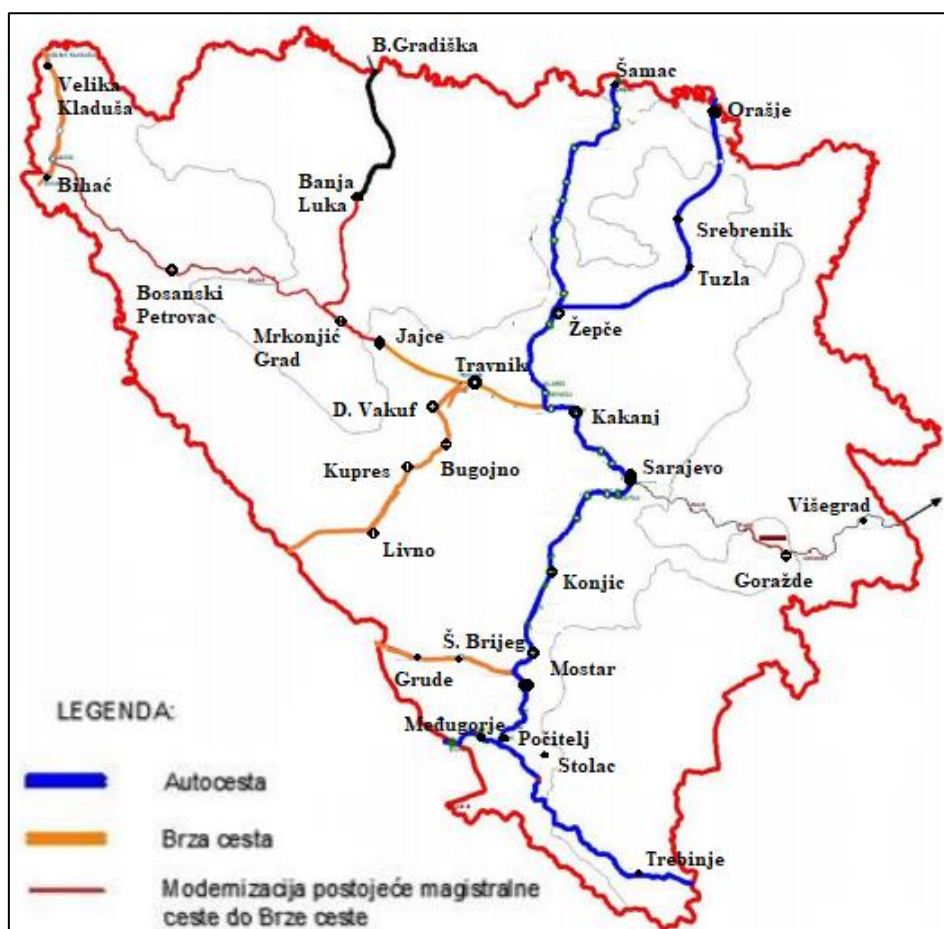 B.Gradiška
Šamac
Velika
Kladuša
Orašje
Bihać
Banja
Luka
Srebrenik
Tuzla
Bosanski
Petrovac
Mrkonjić
Grad
Jajce
Žepče
Travnik
D. Vakuf
Kakanj
Bugojno
Kupres
Sarajevo
Višegrad
Livno
Goražde
Konjic
Š. Brijeg
Grude
Mostar
LEGENDA:
Međugorje
Počitelj
Stolac
Autocesta
Brza cesta
Trebinje
Modernizacija postojeće magistralne
ceste do Brze ceste